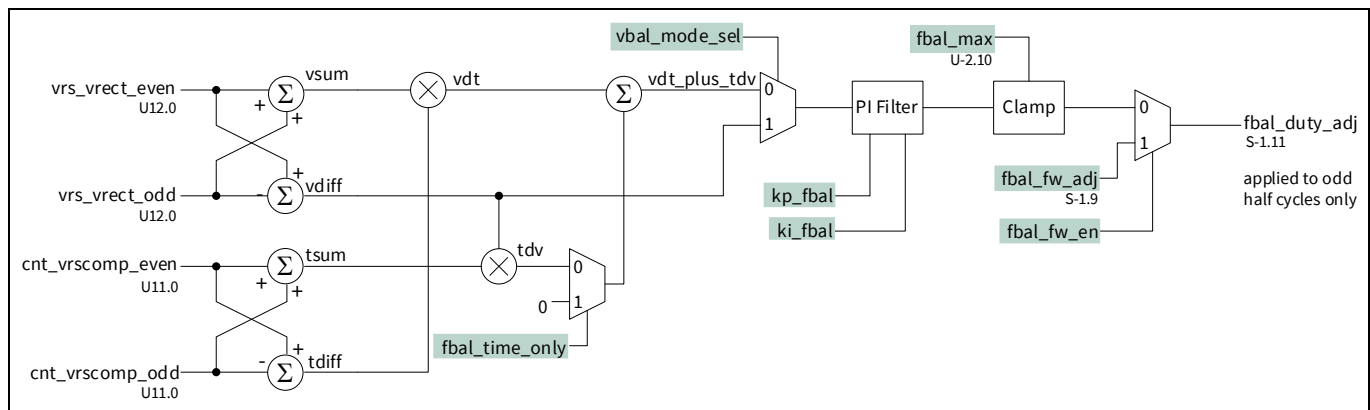 vbal_mode_sel
fbal_max
U-2.10
vrs_vrect_even
U12.0
vsum
Σ
+
+
vdt
Σ
vdt_plus_tdv
0
1
PI Filter
Clamp
0
1
fbal_duty_adj
S-1.11
applied to odd
half cycles only
vrs_vrect_odd
U12.0
+
-
Σ
vdiff
kp_fbal
ki_fbal
fbal_fw_adj
S-1.9
fbal_fw_en
cnt_vrscomp_even
U11.0
Σ
tsum
+
+
tdv
0
0
1
fbal_time_only
cnt_vrscomp_odd
U11.0
+
-
Σ
tdiff